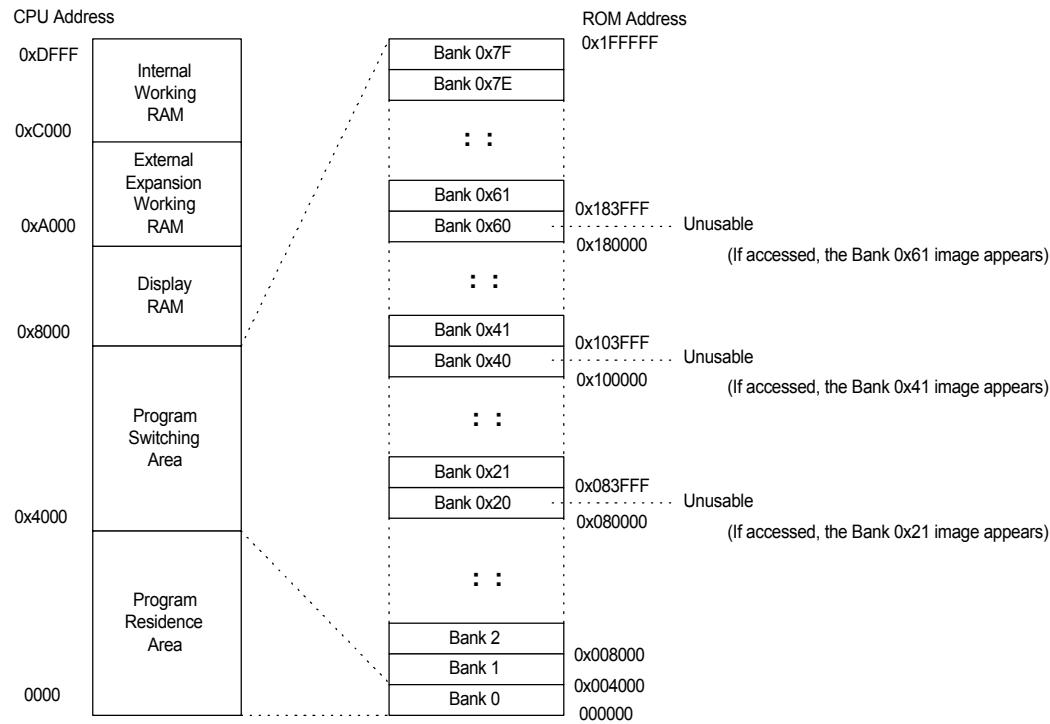 CPU Address
0xDFFF
Internal
Working
RAM
0xC000
External
Expansion
Working
RAM
0xA000
Display
RAM
0x8000
Program
Switching
Area
0x4000
Program
Residence
Area
0000
ROM Address
0x1FFFFF
Bank 0x7F
Bank 0x7E
: :
Bank 0x61
0x183FFF
Bank 0x60
Unusable
0x180000
(If accessed, the Bank 0x61 image appears)
: :
Bank 0x41
0x103FFF
Bank 0x40
Unusable
0x100000
(If accessed, the Bank 0x41 image appears)
: :
Bank 0x21
0x083FFF
Bank 0x20
Unusable
0x080000
(If accessed, the Bank 0x21 image appears)
: :
Bank 2
0x008000
Bank 1
0x004000
Bank 0
000000